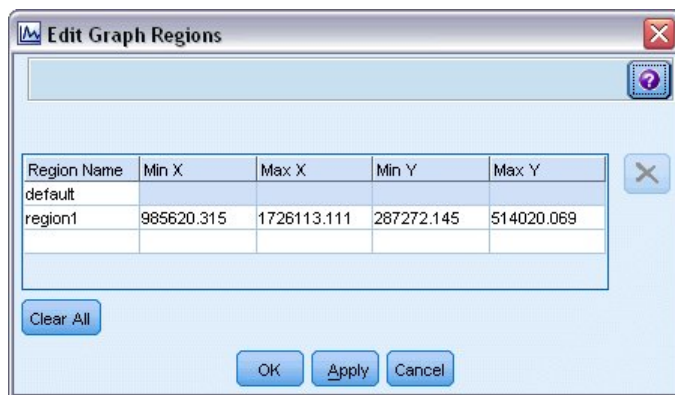 Edit Graph Regions
?
Region Name Min X Max X Min Y Max Y
default
region1 985620.315 1726113.111 287272.145 514020.069
Clear All
OK Apply Cancel